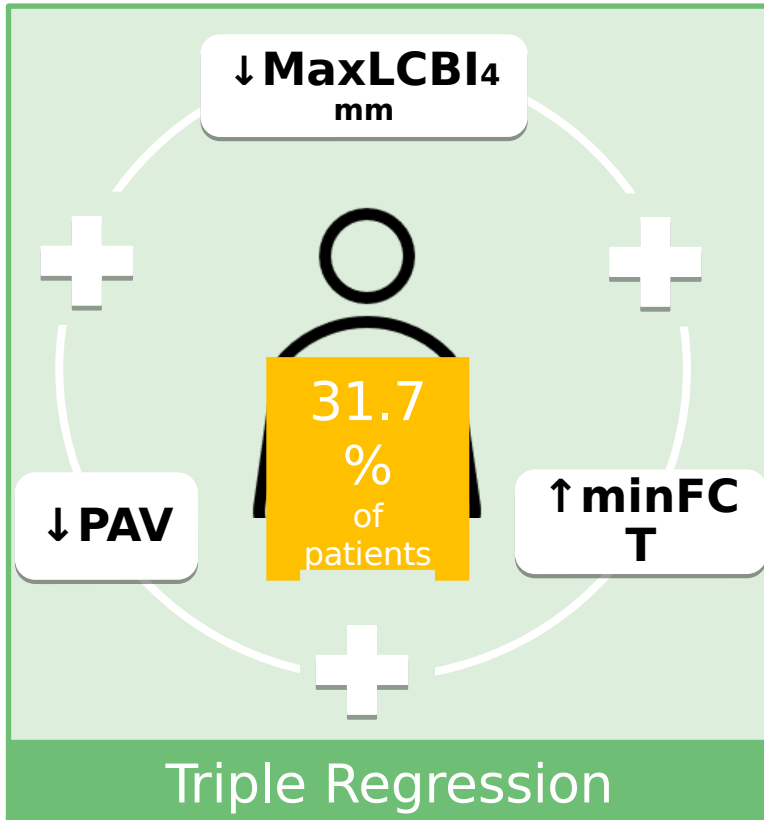 ↓MaxLCBI₄
mm
31.7
%
of
patients
↓PAV
↑minFC
T
Triple Regression